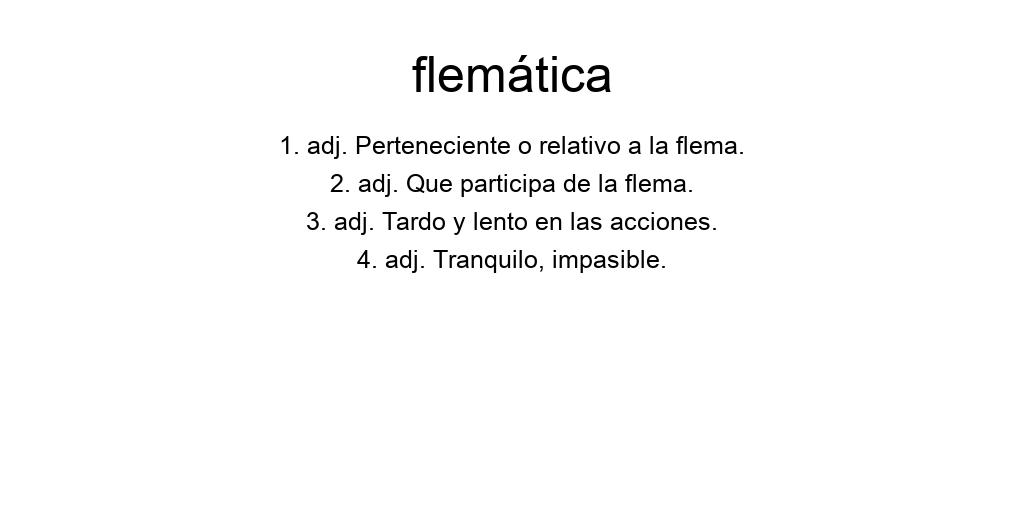 flemática
1. adj. Perteneciente o relativo a la flema.
2. adj. Que participa de la flema.
3. adj. Tardo y lento en las acciones.
4. adj. Tranquilo, impasible.